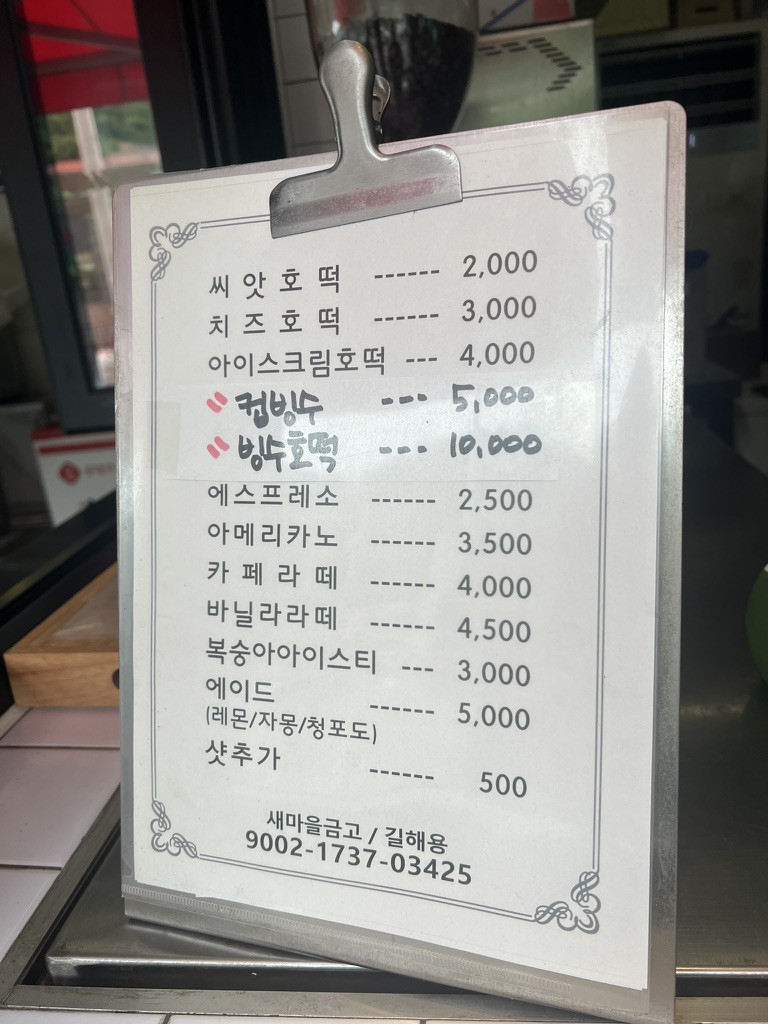 씨앗호떡 ------ 2,000
치즈호떡 ------ 3,000
아이스크림호떡 --- 4,000
〃 컵빙수 --- 5,000
〃 빙수호떡 --- 10,000
에스프레소 ------ 2,500
아메리카노 ------ 3,500
카페라떼 ------ 4,000
바닐라라떼 ------ 4,500
복숭아아이스티 --- 3,000
에이드 ------ 5,000
(레몬/자몽/청포도)
샷추가 ------ 500
새마을금고 / 길해용
9002-1737-03425